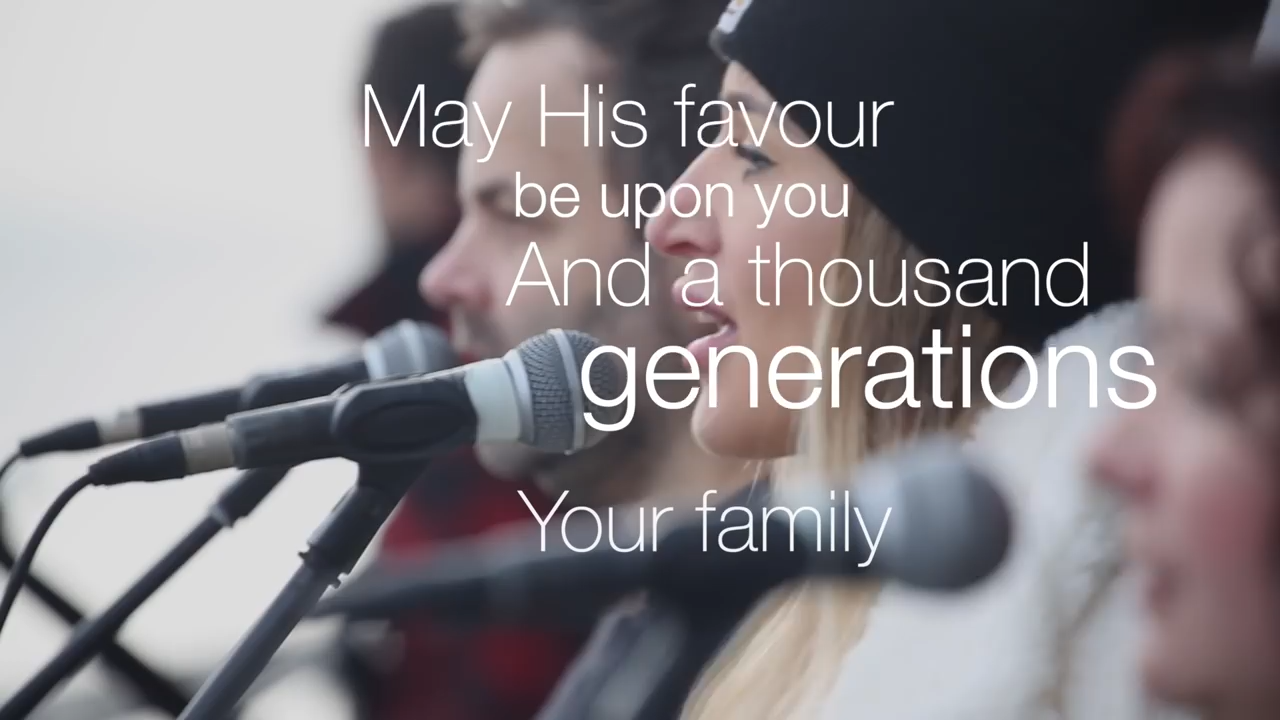 May His favour
be upon you
And a thousand
generations
Your family